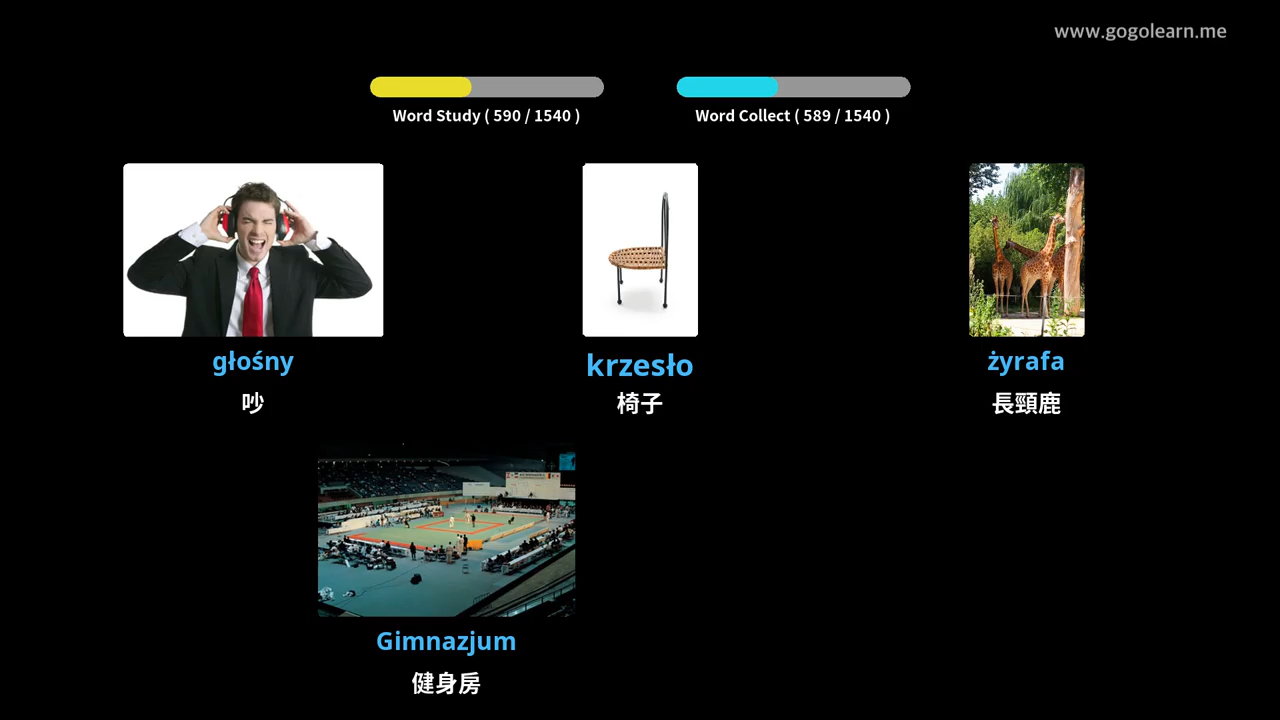 www.gogolearn.me
Word Study ( 590 / 1540 )
Word Collect ( 589 / 1540 )
głośny
krzesło
żyrafa
吵
椅子
長頸鹿
Gimnazjum
健身房